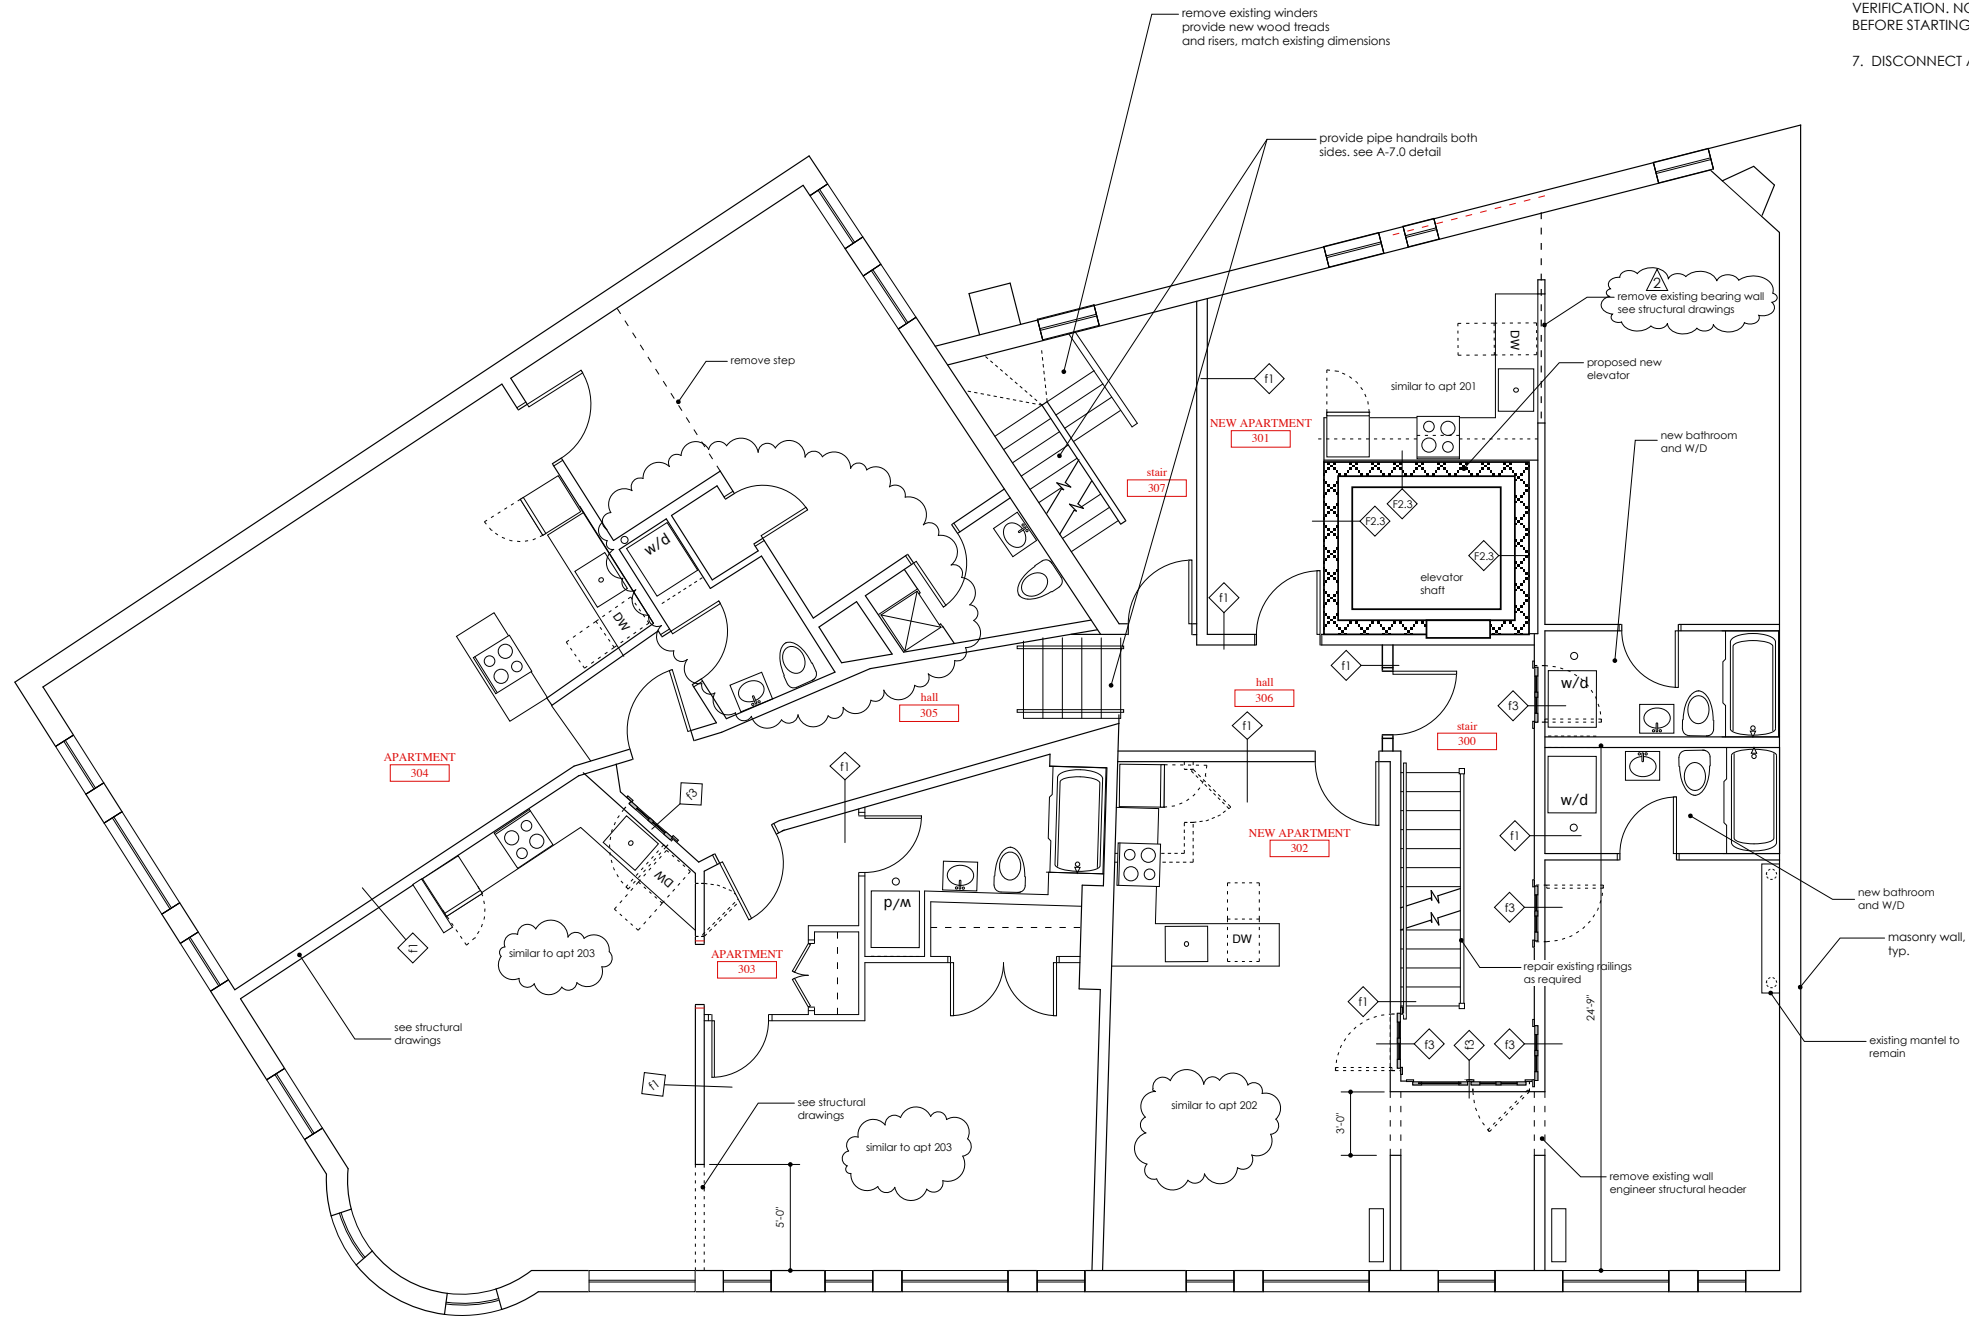 VERIFICATION. NO
BEFORE STARTING
7. DISCONNECT A
remove existing winders
provide new wood treads
and risers, match existing dimensions
provide pipe handrails both
sides. see A-7.0 detail
2
remove existing bearing wall
see structural drawings
remove step
DW
proposed new
elevator
f1
similar to apt 201
NEW APARTMENT
301
new bathroom
and W/D
stair
307
F2.3
F2.3
F2.3
w/d
elevator
shaft
f1
DW
f1
hall
306
hall
305
w/d
f3
f1
stair
300
APARTMENT
304
f1
f3
w/d
NEW APARTMENT
302
f1
DW
w/d
f3
new bathroom
and W/D
f1
similar to apt 203
APARTMENT
303
DW
masonry wall,
typ.
repair existing railings
as required
f1
24'-9"
see structural
drawings
f3
f3
f3
existing mantel to
remain
f1
see structural
drawings
similar to apt 202
3'-0"
similar to apt 203
remove existing wall
engineer structural header
5'-0"